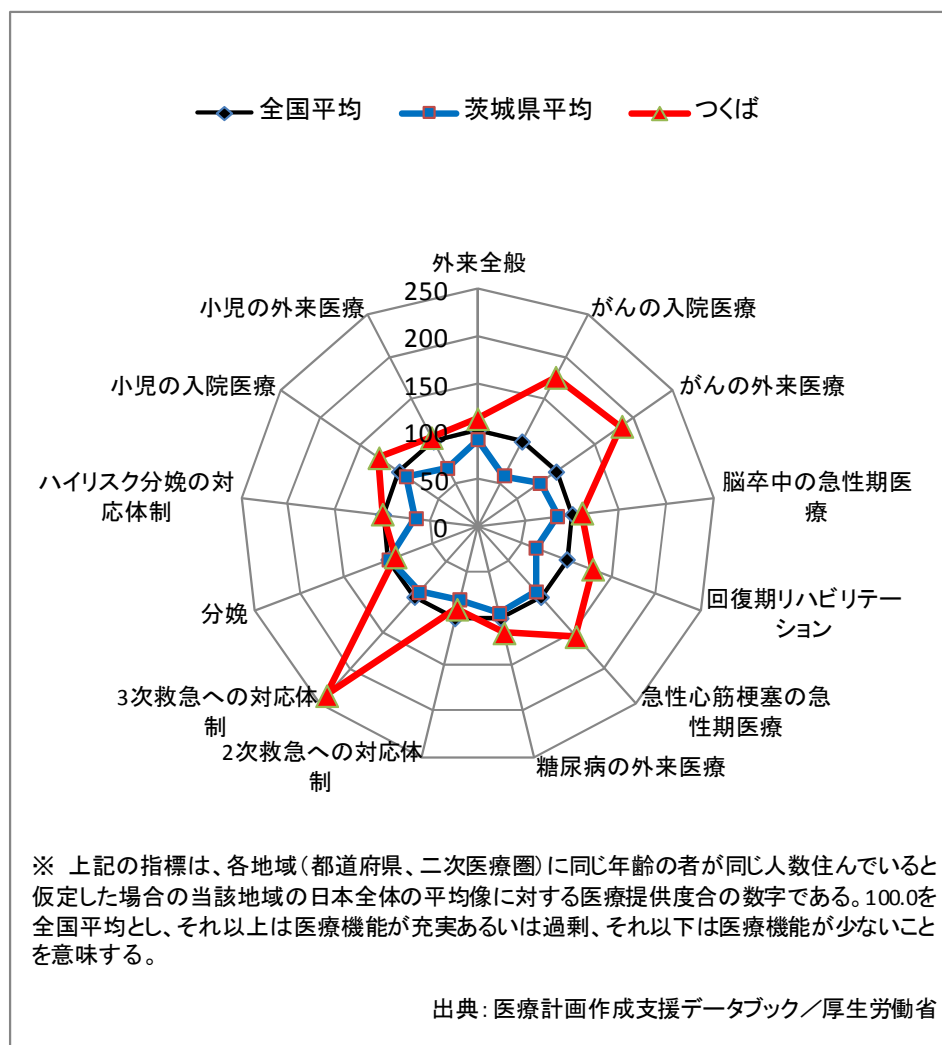 全国平均 茨城県平均 つくば
外来全般
がんの入院医療
がんの外来医療
脳卒中の急性期医
療
回復期リハビリテー
ション
急性心筋梗塞の急
性期医療
糖尿病の外来医療
2次救急への対応体
制
3次救急への対応体
制
分娩
ハイリスク分娩の対
応体制
小児の入院医療
小児の外来医療
250
200
150
100
50
0
※ 上記の指標は、各地域(都道府県、二次医療圏)に同じ年齢の者が同じ人数住んでいると
仮定した場合の当該地域の日本全体の平均像に対する医療提供度合の数字である。100.0を
全国平均とし、それ以上は医療機能が充実あるいは過剰、それ以下は医療機能が少ないこと
を意味する。
出典:医療計画作成支援データブック/厚生労働省